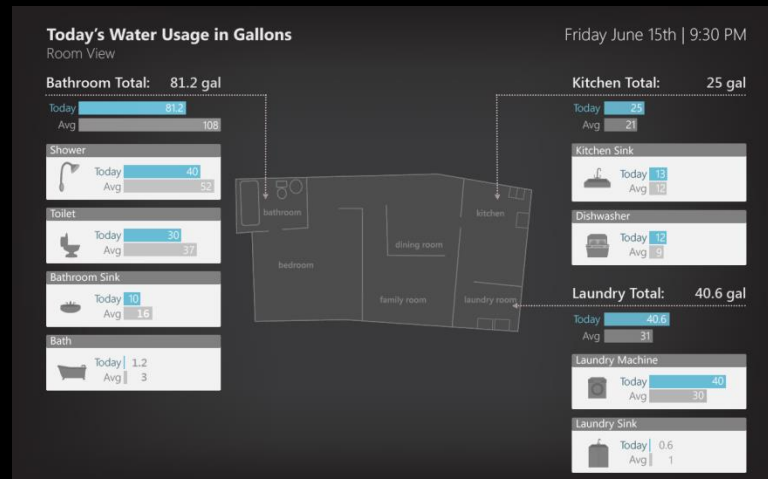 Today's Water Usage in Gallons
Room View
Friday June 15th | 9:30 PM
Bathroom Total: 81.2 gal
Today 81.2
Avg 108
Shower
Today 40
Avg 52
Toilet
Today 30
Avg 37
Bathroom Sink
Today 10
Avg 16
Bath
Today 1.2
Avg 3
bathroom
bedroom
dining room
family room
kitchen
laundry room
Kitchen Total: 25 gal
Today 25
Avg 21
Kitchen Sink
Today 13
Avg 12
Dishwasher
Today 12
Avg 9
Laundry Total: 40.6 gal
Today 40.6
Avg 31
Laundry Machine
Today 40
Avg 30
Laundry Sink
Today 0.6
Avg 1